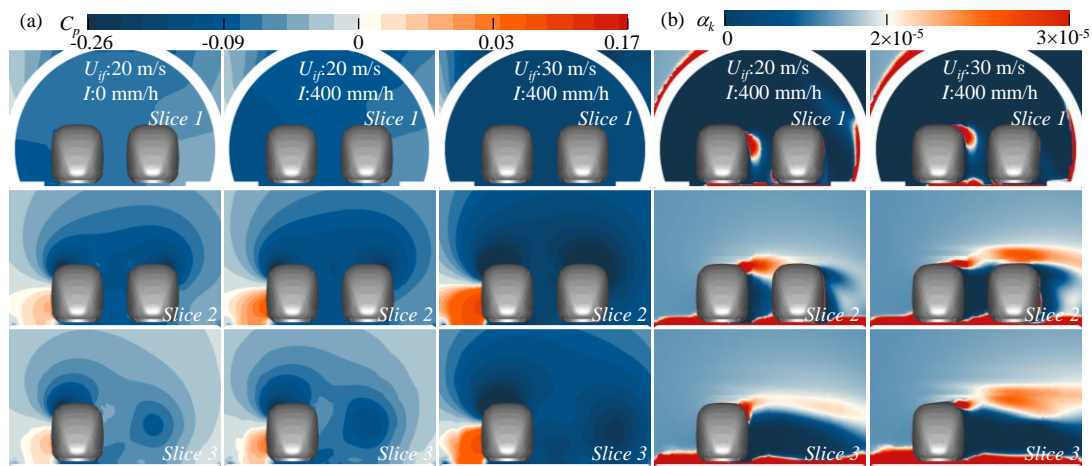 (a) C_p
-0.26 -0.09 0 0.03 0.17
(b) α_k
0 2×10⁻⁵ 3×10⁻⁵
U_if:20 m/s
I:0 mm/h
Slice 1
U_if:20 m/s
I:400 mm/h
Slice 1
U_if:30 m/s
I:400 mm/h
Slice 1
U_if:20 m/s
I:400 mm/h
Slice 1
U_if:30 m/s
I:400 mm/h
Slice 1
Slice 2
Slice 2
Slice 2
Slice 2
Slice 2
Slice 3
Slice 3
Slice 3
Slice 3
Slice 3